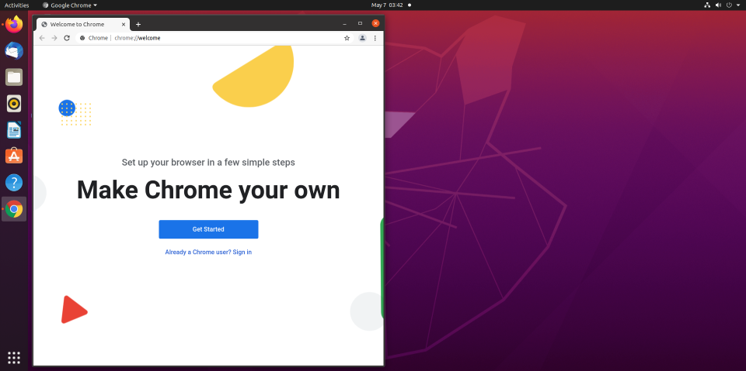 Activities
Google Chrome
May 7 03:42
Welcome to Chrome
Chrome | chrome://welcome
Set up your browser in a few simple steps
Make Chrome your own
Get Started
Already a Chrome user? Sign in